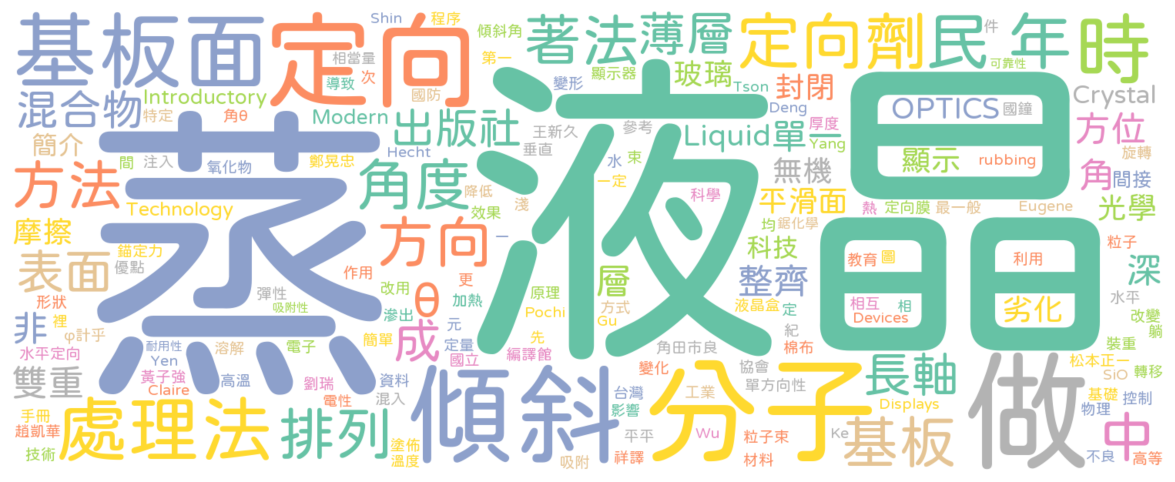 基板面
定向
著法
薄層
定向劑
民
年
時
件
可靠性
Shin
程序
傾斜角
相當量
第一
導致
次
國防
顯示器
變形
玻璃
Tson
封閉
OPTICS
國鐘
Crystal
混合物
Introductory
特定
角θ
Modern
出版社
王新久
參考
Deng
Liquid
單一
厚度
Yang
方位
簡介
間
注入
氧化物
鄭晃忠
Hecht
垂直
水
束
無機
顯示
rubbing
旋轉
方法
蒸
液
晶
角度
降低
淺
一定
科學
平滑面
熱
定向膜
最一般
Eugene
角
間接
光學
Technology
效果
均
鋸化學
摩擦
錨定力
優點
方向
一
科技
教育
圖
利用
粒子
表面
作用
更
層
整齊
深
形狀
彈性
吸附性
改用
θ
加熱
原理
方式
液晶盒
定
相互
相
水平
非
裡
滲出
元
Pochi
Gu
紀
Devices
劣化
改變
φ計乎
耐用性
電子
簡單
成
定量
先
角田市良
棉布
躺
水平定向
Yen
溶解
國立
編譯館
變化
協會
長軸
裝重
雙重
黃子強
高溫
劉瑞
資料
傾斜
台灣
工業
單方向性
做
松本正一
轉移
SiO
Claire
電性
混入
分子
影響
Displays
基礎
控制
手冊
處理法
排列
物理
中
趙凱華
塗佈
平平
Wu
粒子束
Ke
基板
技術
溫度
吸附
祥譯
材料
不良
高等